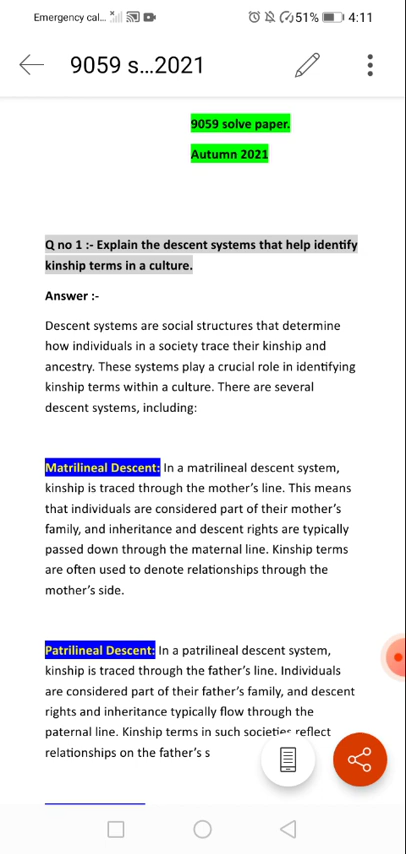 Emergency cal... 51% 4:11
9059 s...2021
9059 solve paper.
Autumn 2021
Q no 1 :- Explain the descent systems that help identify
kinship terms in a culture.
Answer :-
Descent systems are social structures that determine
how individuals in a society trace their kinship and
ancestry. These systems play a crucial role in identifying
kinship terms within a culture. There are several
descent systems, including:
Matrilineal Descent: In a matrilineal descent system,
kinship is traced through the mother's line. This means
that individuals are considered part of their mother's
family, and inheritance and descent rights are typically
passed down through the maternal line. Kinship terms
are often used to denote relationships through the
mother's side.
Patrilineal Descent: In a patrilineal descent system,
kinship is traced through the father's line. Individuals
are considered part of their father's family, and descent
rights and inheritance typically flow through the
paternal line. Kinship terms in such societies reflect
relationships on the father's s